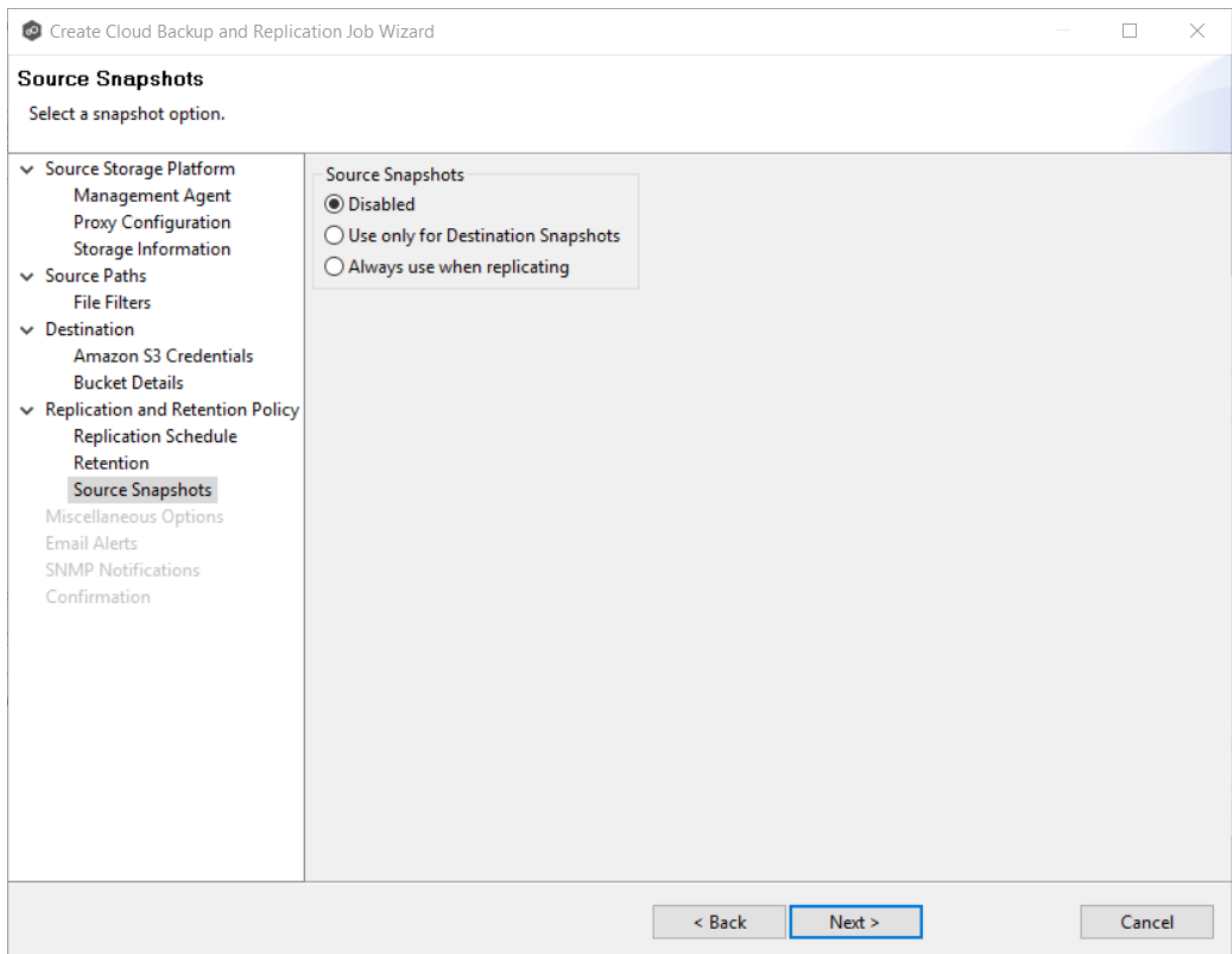 Create Cloud Backup and Replication Job Wizard
Source Snapshots
Select a snapshot option.
Source Storage Platform
Management Agent
Proxy Configuration
Storage Information
Source Paths
File Filters
Destination
Amazon S3 Credentials
Bucket Details
Replication and Retention Policy
Replication Schedule
Retention
Source Snapshots
Miscellaneous Options
Email Alerts
SNMP Notifications
Confirmation
Source Snapshots
Disabled
Use only for Destination Snapshots
Always use when replicating
< Back
Next >
Cancel